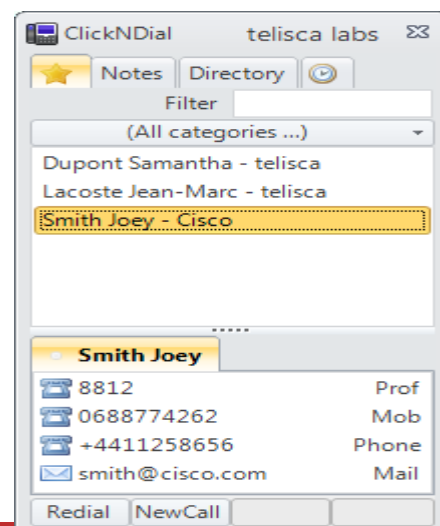 ClickNDial telisca labs
Notes Directory
Filter
(All categories ...)
Dupont Samantha - telisca
Lacoste Jean-Marc - telisca
Smith Joey - Cisco
Smith Joey
8812 Prof
0688774262 Mob
+4411258656 Phone
smith@cisco.com Mail
Redial NewCall